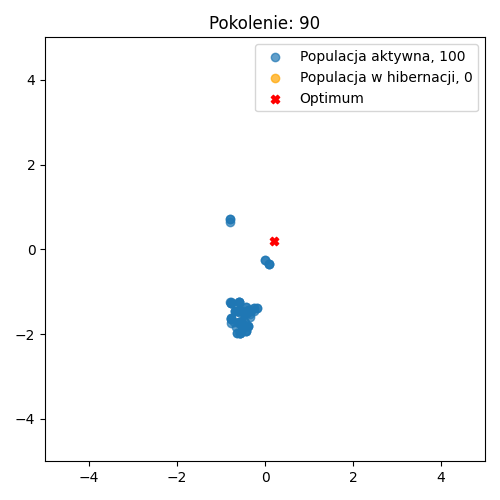 Pokolenie: 90
Populacja aktywna, 100
Populacja w hibernacji, 0
Optimum
4
2
0
−2
−4
−4 −2 0 2 4